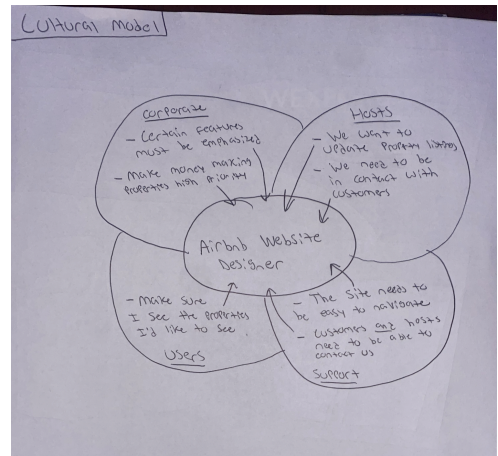 Cultural Model
Corporate
- Certain features
must be emphasized
- Make money making
properties high priority
Hosts
- We want to
update property listings
- We need to be
in contact with
customers
Airbnb Website
Designer
- Make sure
I see the properties
I'd like to see.
Users
- The site needs to
be easy to navigate
- Customers and hosts
need to be able to
contact us
Support